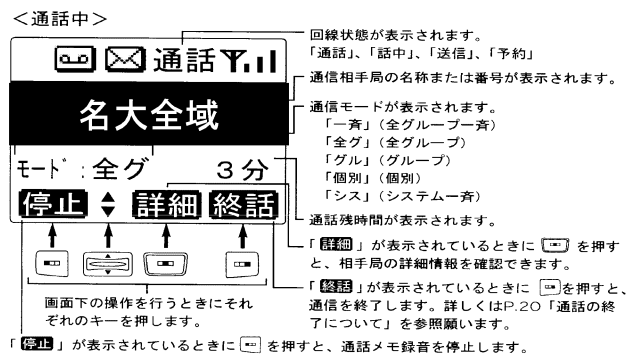 ＜通話中＞
通話
名大全域
ﾓｰﾄﾞ:全グ 3分
停止 詳細 終話
回線状態が表示されます。
「通話」、「話中」、「送信」、「予約」
通信相手局の名称または番号が表示されます。
通信モードが表示されます。
「一斉」（全グループ一斉）
「全グ」（全グループ）
「グル」（グループ）
「個別」（個別）
「シス」（システム一斉）
通話残時間が表示されます。
「詳細」が表示されているときに を押す
と、相手局の詳細情報を確認できます。
「終話」が表示されているときに を押すと、
通信を終了します。詳しくはP.20「通話の終
了について」を参照願います。
画面下の操作を行うときにそれ
ぞれのキーを押します。
「停止」が表示されているときに を押すと、通話メモ録音を停止します。